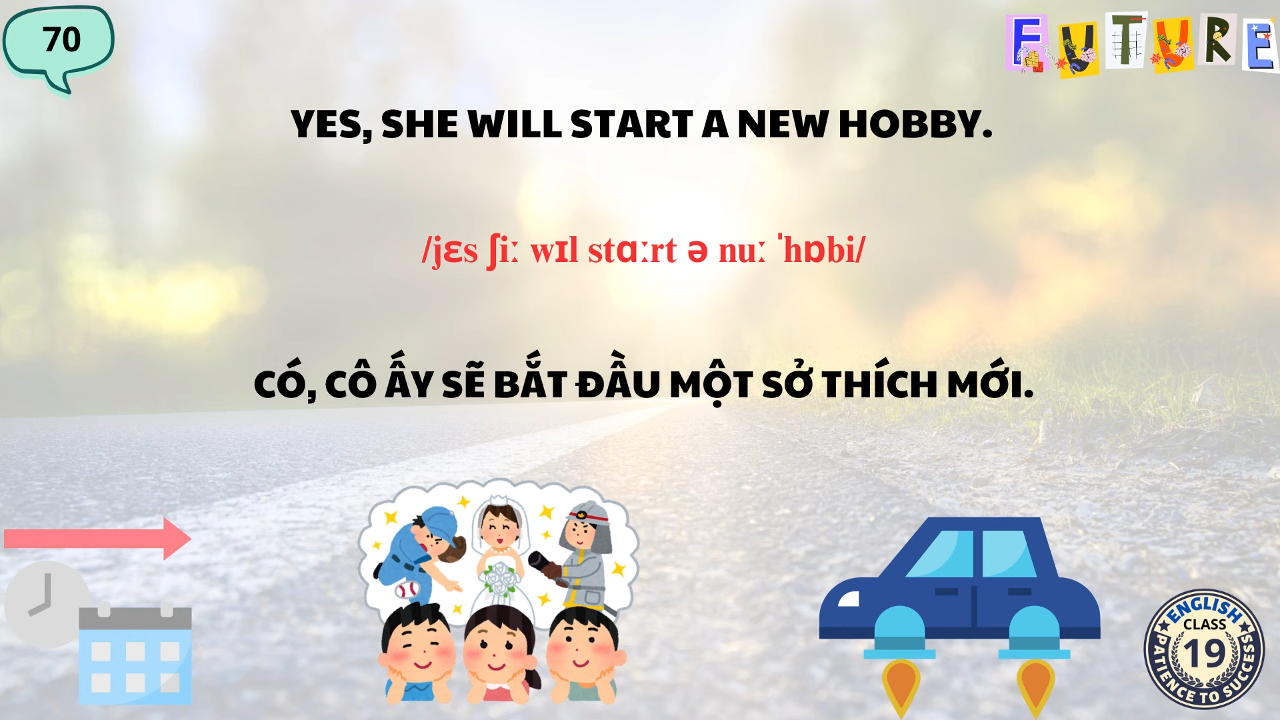 70
FUTURE
YES, SHE WILL START A NEW HOBBY.
/jɛs ʃiː wɪl stɑːrt ə nuː ˈhɒbi/
CÓ, CÔ ẤY SẼ BẮT ĐẦU MỘT SỞ THÍCH MỚI.
ENGLISH
CLASS
19
PATIENCE TO SUCCESS